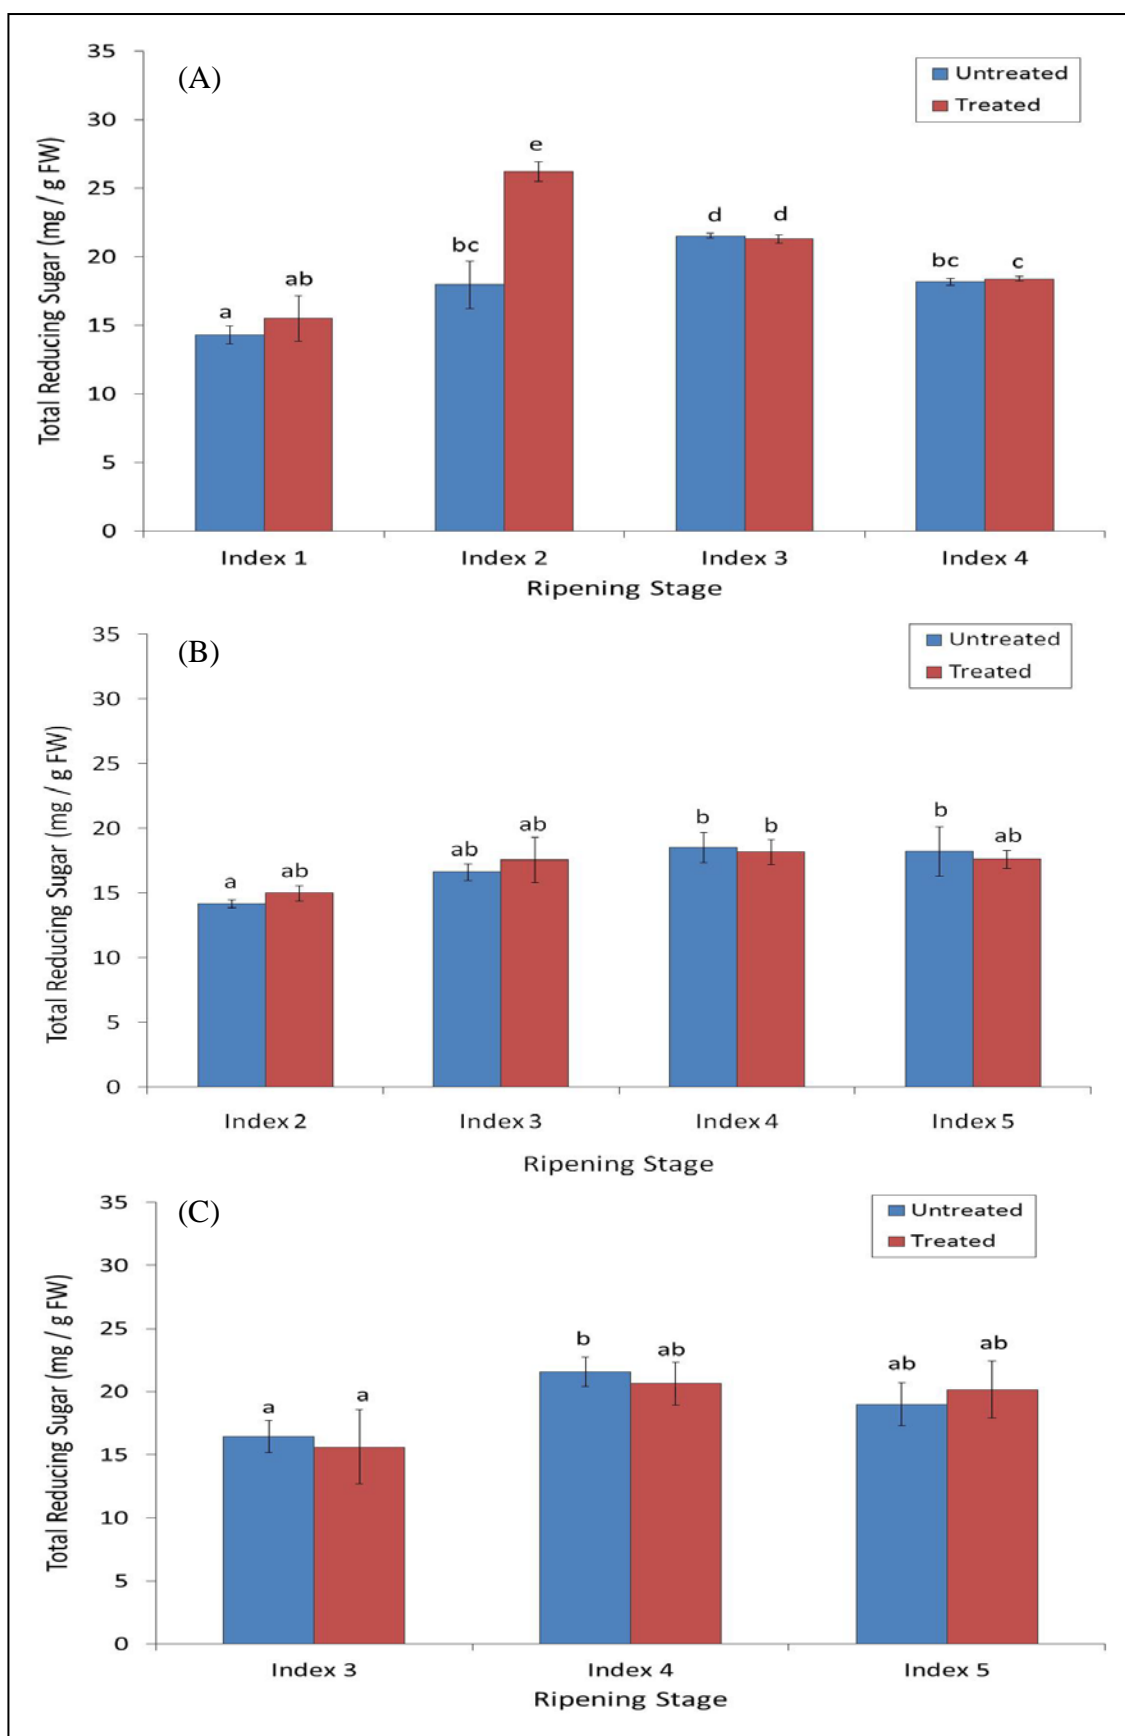 (A)
Untreated
Treated
Total Reducing Sugar (mg / g FW)
35
30
25
20
15
10
5
0
a
ab
bc
e
d
d
bc
c
Index 1
Index 2
Index 3
Index 4
Ripening Stage
(B)
Untreated
Treated
Total Reducing Sugar (mg / g FW)
35
30
25
20
15
10
5
0
a
ab
ab
ab
b
b
b
ab
Index 2
Index 3
Index 4
Index 5
Ripening Stage
(C)
Untreated
Treated
Total Reducing Sugar (mg / g FW)
35
30
25
20
15
10
5
0
a
a
b
ab
ab
ab
Index 3
Index 4
Index 5
Ripening Stage